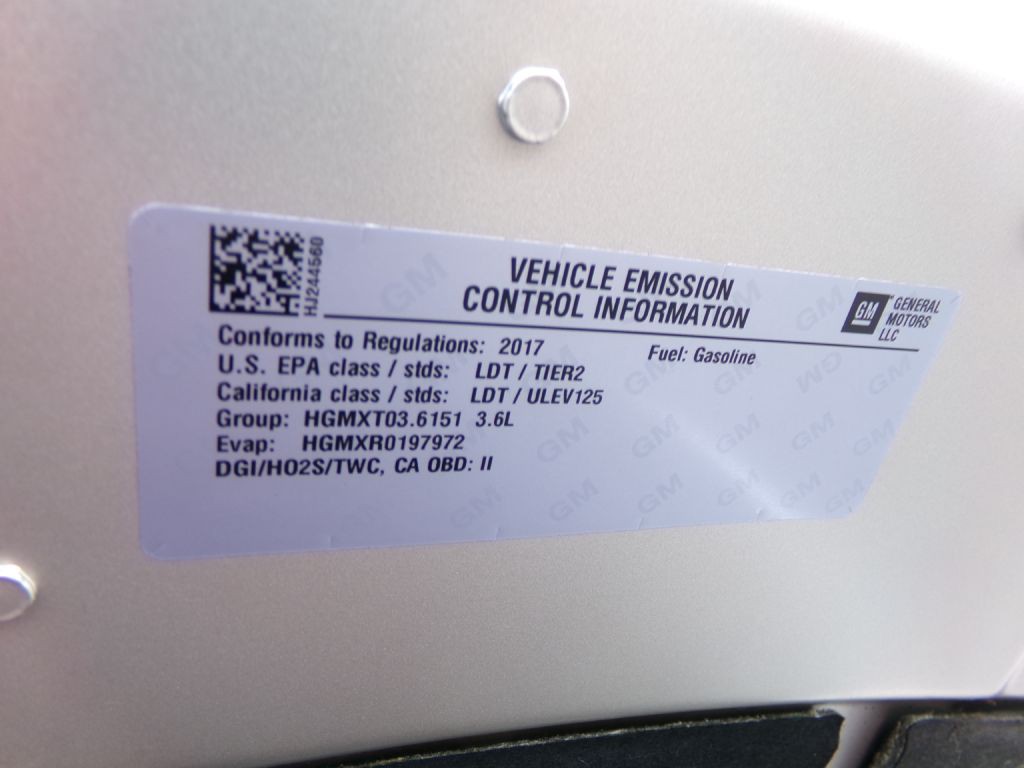 HJ244560
VEHICLE EMISSION
CONTROL INFORMATION
GM
GENERAL
MOTORS
LLC
Conforms to Regulations: 2017
Fuel: Gasoline
U.S. EPA class / stds: LDT / TIER2
California class / stds: LDT / ULEV125
Group: HGMXT03.6151 3.6L
Evap: HGMXR0197972
DGI/HO2S/TWC, CA OBD: II